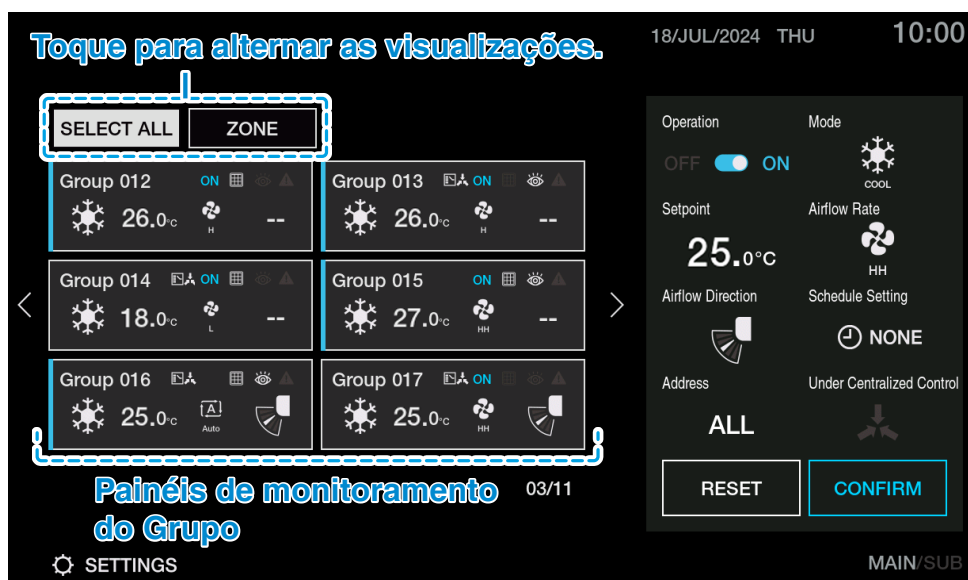 Toque para alternar as visualizações.
18/JUL/2024 THU 10:00
SELECT ALL ZONE
Operation Mode
OFF ON
COOL
Group 012 ON
26.0°C H --
Group 013 ON
26.0°C H --
Setpoint Airflow Rate
25.0°C HH
Group 014 ON
18.0°C L --
Group 015 ON
27.0°C HH --
Airflow Direction Schedule Setting
NONE
Group 016
25.0°C A Auto
Group 017 ON
25.0°C HH
Address Under Centralized Control
ALL
Painéis de monitoramento
do Grupo
03/11
RESET CONFIRM
SETTINGS MAIN/SUB